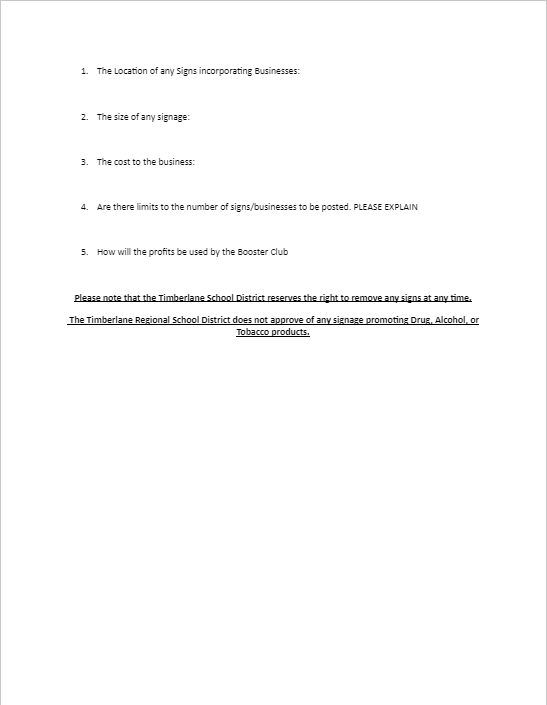 1. The Location of any Signs incorporating Businesses:
2. The size of any signage:
3. The cost to the business:
4. Are there limits to the number of signs/businesses to be posted. PLEASE EXPLAIN
5. How will the profits be used by the Booster Club
Please note that the Timberlane School District reserves the right to remove any signs at any time.
The Timberlane Regional School District does not approve of any signage promoting Drug, Alcohol, or
Tobacco products.